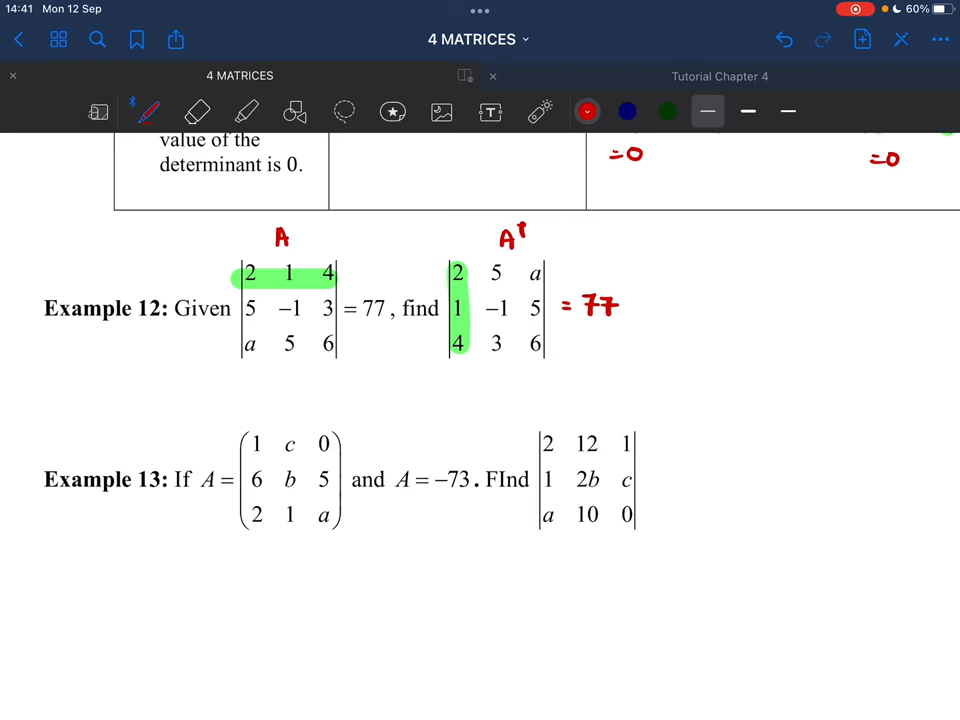 14:41 Mon 12 Sep 60%
4 MATRICES
4 MATRICES Tutorial Chapter 4
value of the
determinant is 0.
=0 =0
A A^T
Example 12: Given |2 1 4; 5 −1 3; a 5 6| = 77, find |2 5 a; 1 −1 5; 4 3 6| = 77
Example 13: If A = (1 c 0; 6 b 5; 2 1 a) and A = −73. FInd |2 12 1; 1 2b c; a 10 0|